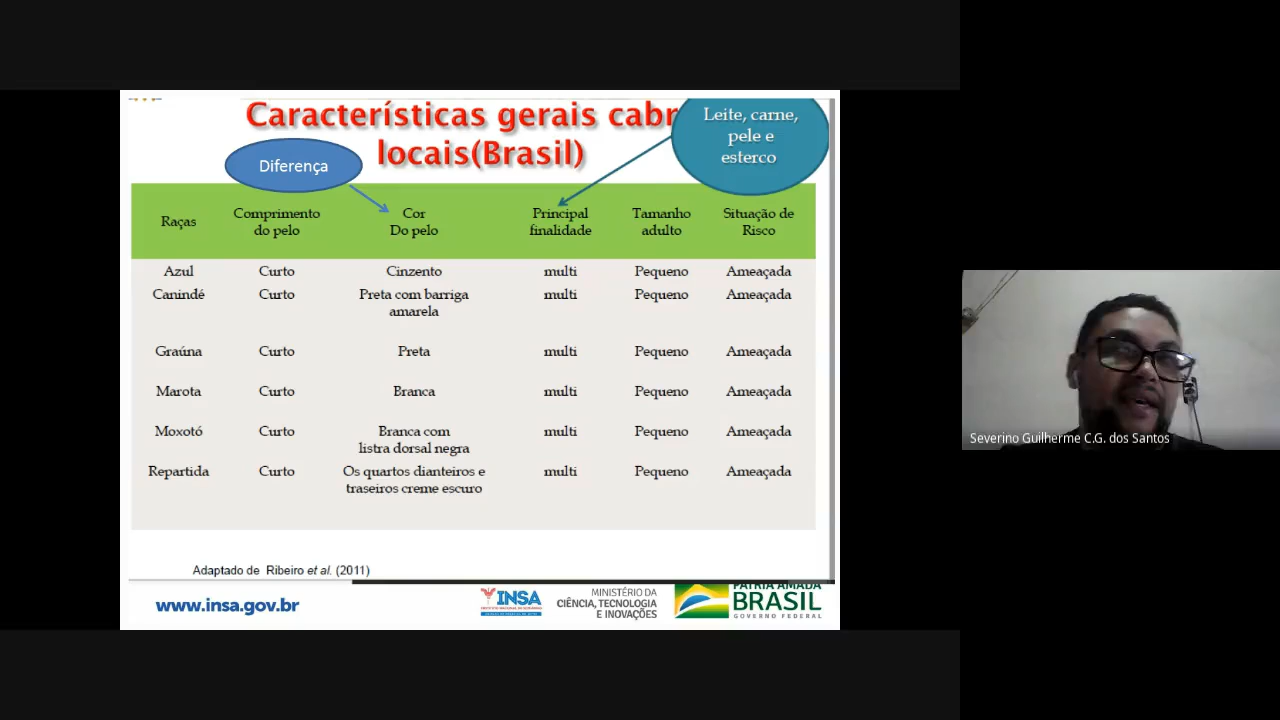 Características gerais cabr
locais(Brasil)
Leite, carne,
pele e
esterco
Diferença
Raças
Comprimento
do pelo
Cor
Do pelo
Principal
finalidade
Tamanho
adulto
Situação de
Risco
Azul Curto Cinzento multi Pequeno Ameaçada
Canindé Curto Preta com barriga multi Pequeno Ameaçada
amarela
Graúna Curto Preta multi Pequeno Ameaçada
Marota Curto Branca multi Pequeno Ameaçada
Moxotó Curto Branca com multi Pequeno Ameaçada
listra dorsal negra
Repartida Curto Os quartos dianteiros e multi Pequeno Ameaçada
traseiros creme escuro
Adaptado de Ribeiro et al. (2011)
www.insa.gov.br
INSA
MINISTÉRIO DA
CIÊNCIA, TECNOLOGIA
E INOVAÇÕES
PÁTRIA AMADA
BRASIL
GOVERNO FEDERAL
Severino Guilherme C.G. dos Santos